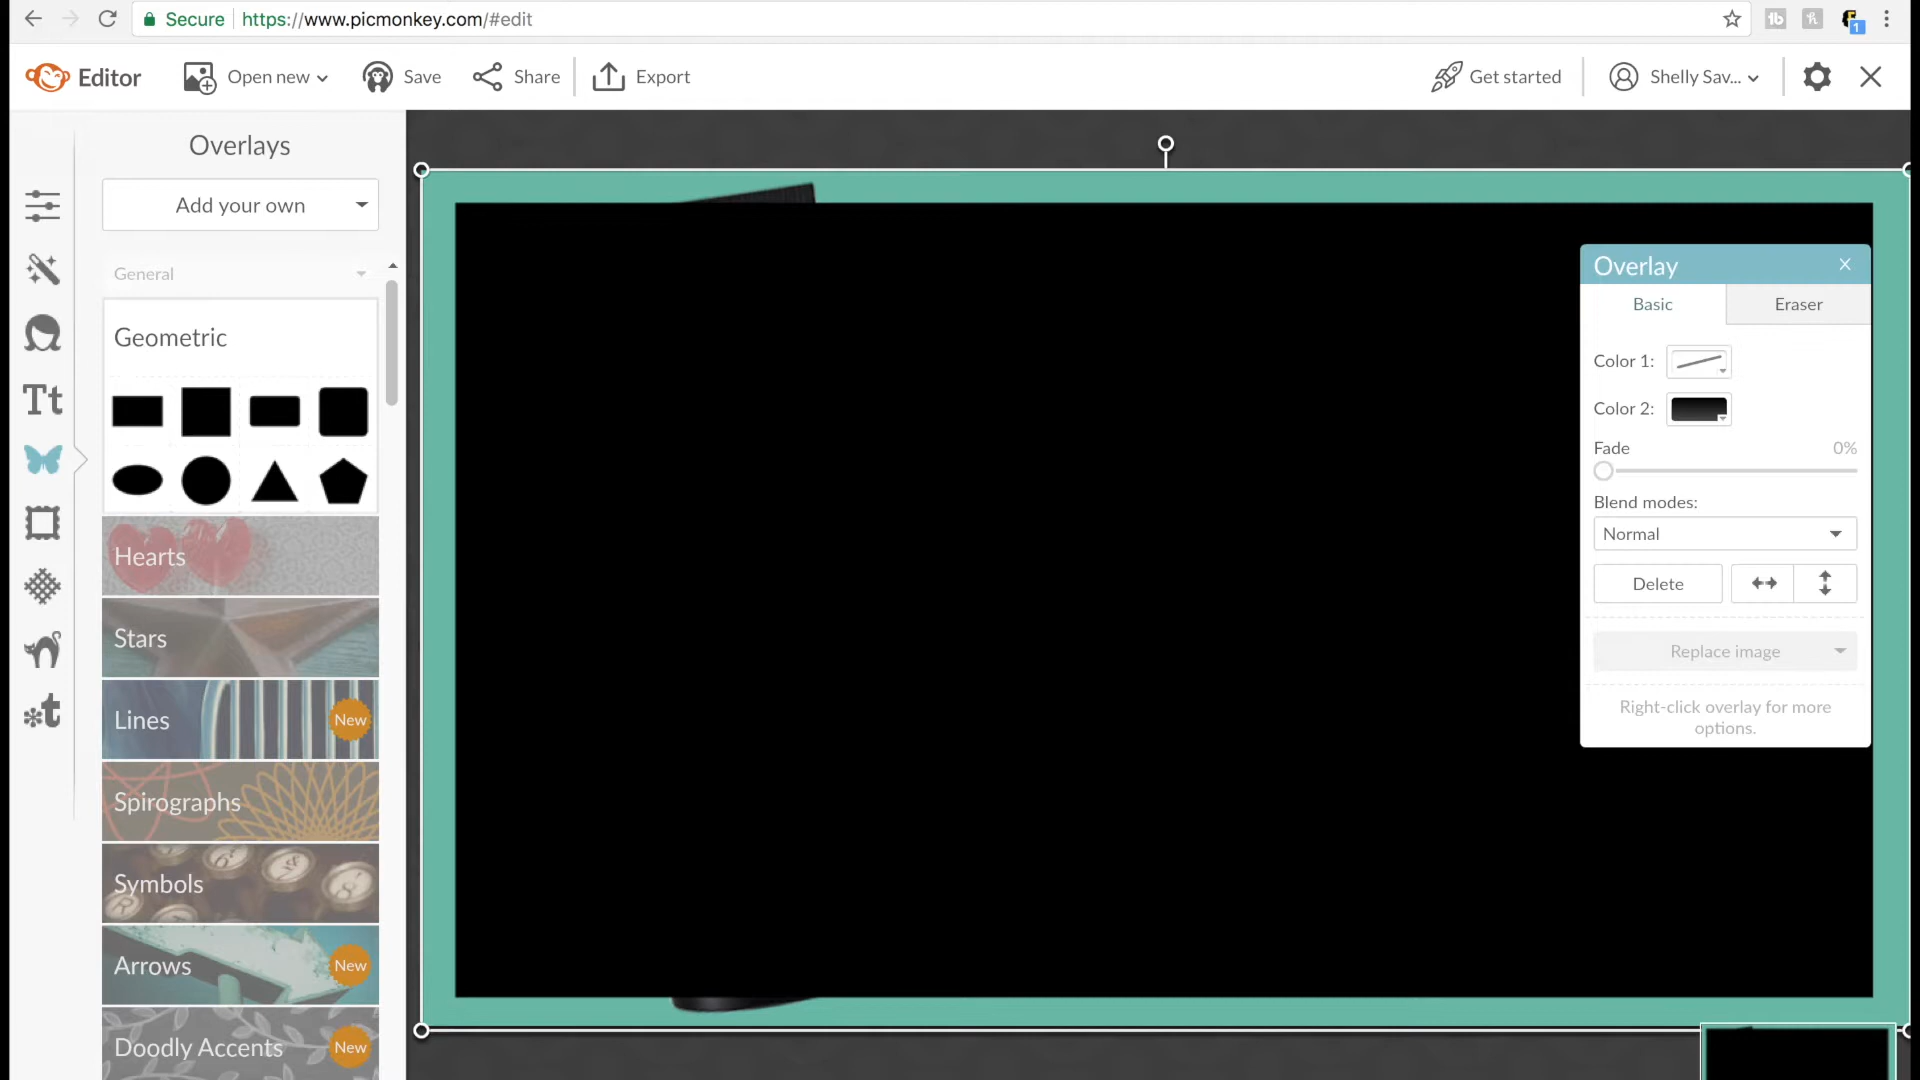 Secure https://www.picmonkey.com/#edit
1
Editor Open new Save Share Export Get started Shelly Sav...
Overlays
Add your own
General
Geometric
Hearts
Stars
Lines New
Spirographs
Symbols
Arrows New
Doodly Accents New
Tt
t
Overlay
Basic Eraser
Color 1:
Color 2:
Fade 0%
Blend modes:
Normal
Delete
Replace image
Right-click overlay for more
options.